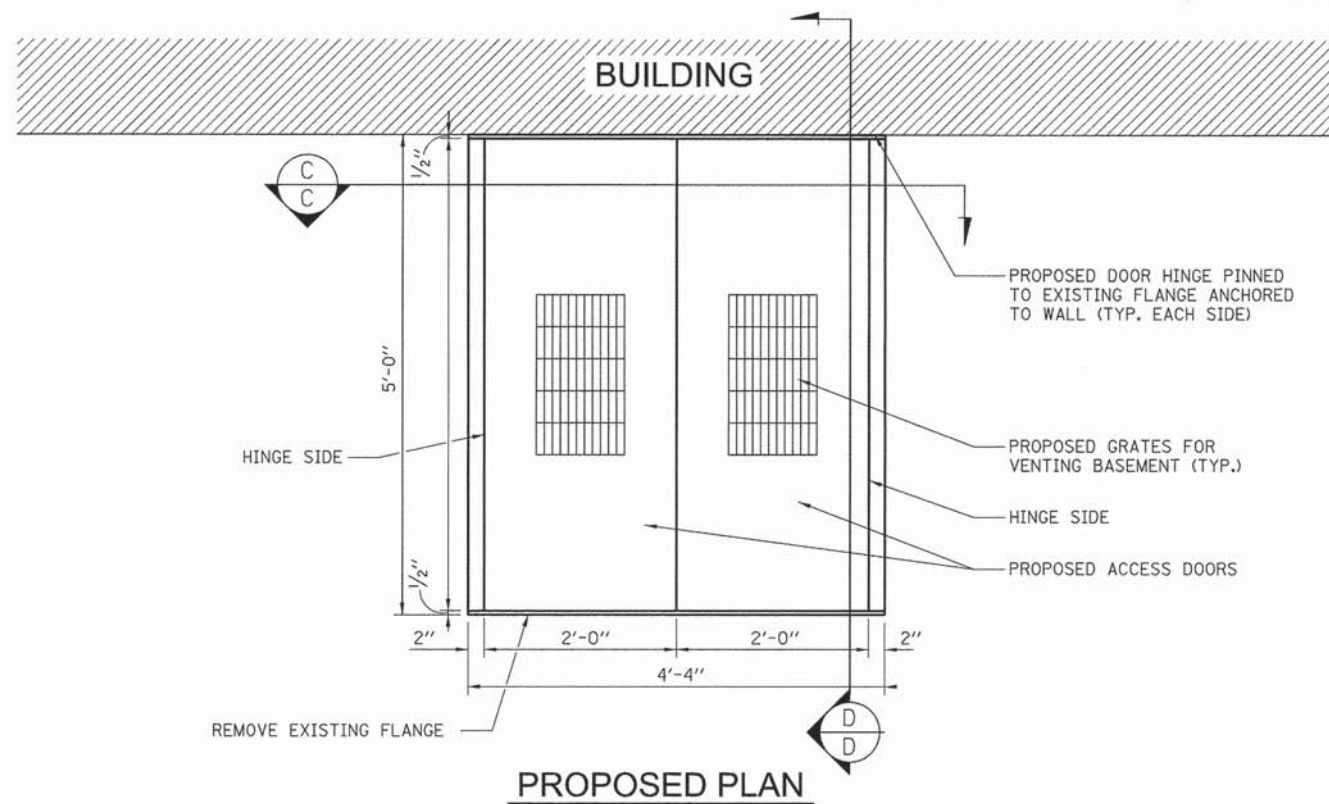 BUILDING
C
C
1/2"
5'-0"
PROPOSED DOOR HINGE PINNED
TO EXISTING FLANGE ANCHORED
TO WALL (TYP. EACH SIDE)
HINGE SIDE
PROPOSED GRATES FOR
VENTING BASEMENT (TYP.)
HINGE SIDE
PROPOSED ACCESS DOORS
1/2"
2" 2'-0" 2'-0" 2"
4'-4"
REMOVE EXISTING FLANGE
D
D
PROPOSED PLAN